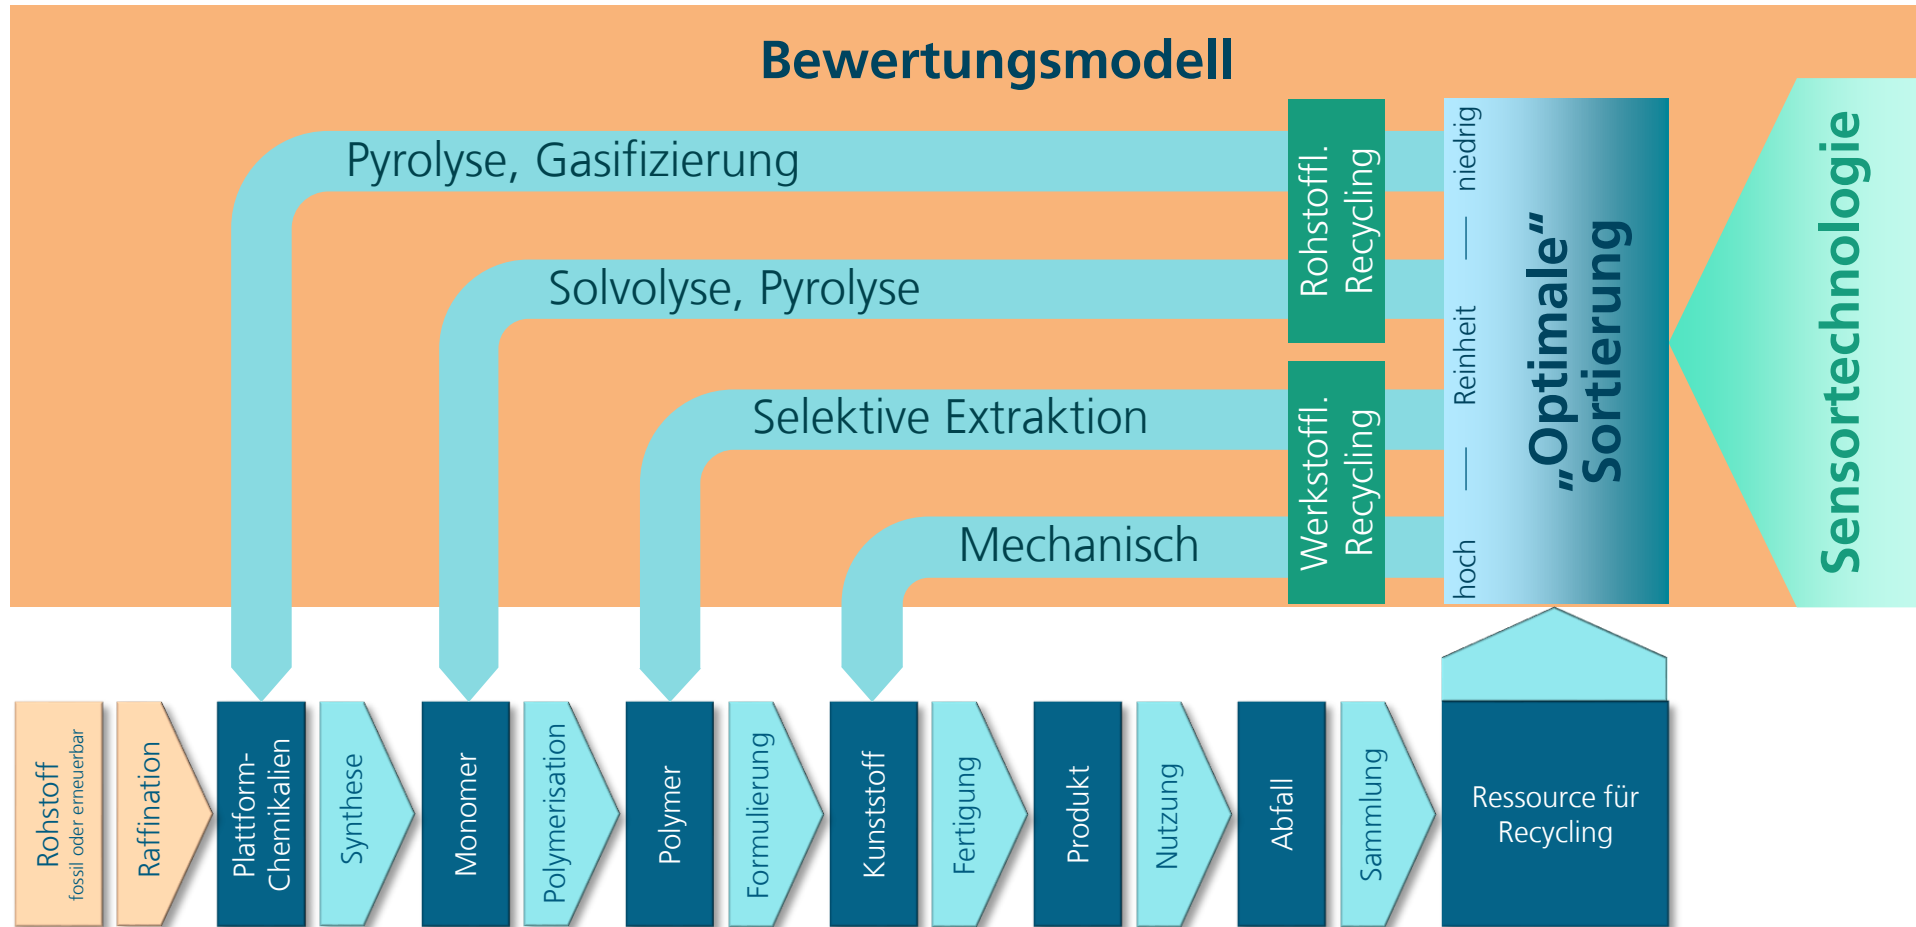 Bewertungsmodell
Pyrolyse, Gasifizierung
Solvolyse, Pyrolyse
Selektive Extraktion
Mechanisch
Rohstoffl.
Recycling
Werkstoffl.
Recycling
hoch — Reinheit — niedrig
„Optimale“
Sortierung
Sensortechnologie
Rohstoff
fossil oder erneuerbar
Raffination
Plattform-
Chemikalien
Synthese
Monomer
Polymerisation
Polymer
Formulierung
Kunststoff
Fertigung
Produkt
Nutzung
Abfall
Sammlung
Ressource für
Recycling